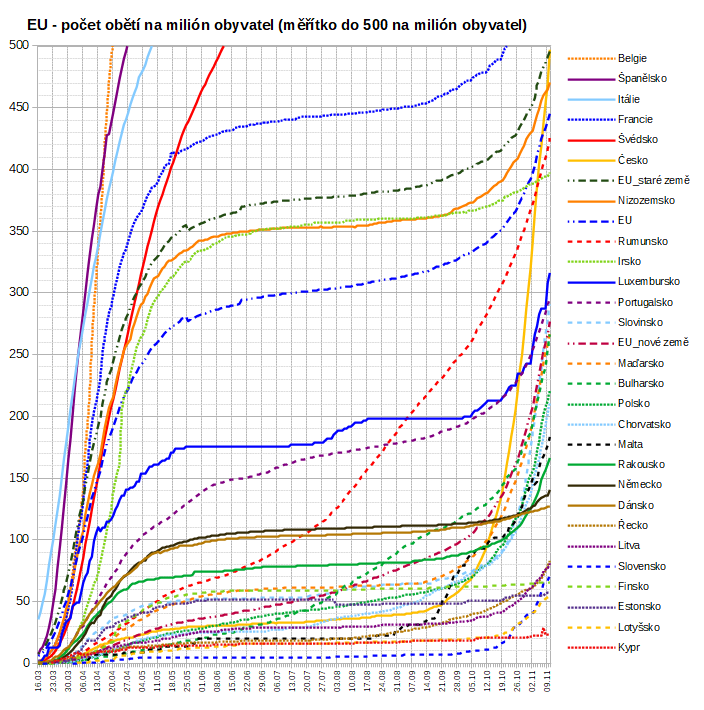 EU - počet obětí na milión obyvatel (měřítko do 500 na milión obyvatel)
500
450
400
350
300
250
200
150
100
50
0
16.03
23.03
30.03
06.04
13.04
20.04
27.04
04.05
11.05
18.05
25.05
01.06
08.06
15.06
22.06
29.06
06.07
13.07
20.07
27.07
03.08
10.08
17.08
24.08
31.08
07.09
14.09
21.09
28.09
05.10
12.10
19.10
26.10
02.11
09.11
Belgie
Španělsko
Itálie
Francie
Švédsko
Česko
EU_staré země
Nizozemsko
EU
Rumunsko
Irsko
Luxembursko
Portugalsko
Slovinsko
EU_nové země
Maďarsko
Bulharsko
Polsko
Chorvatsko
Malta
Rakousko
Německo
Dánsko
Řecko
Litva
Slovensko
Finsko
Estonsko
Lotyšsko
Kypr